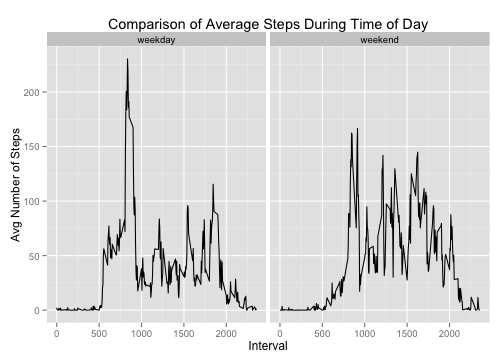 Comparison of Average Steps During Time of Day
weekday weekend
200
150
100
50
0
Avg Number of Steps
0 500 1000 1500 2000 0 500 1000 1500 2000
Interval